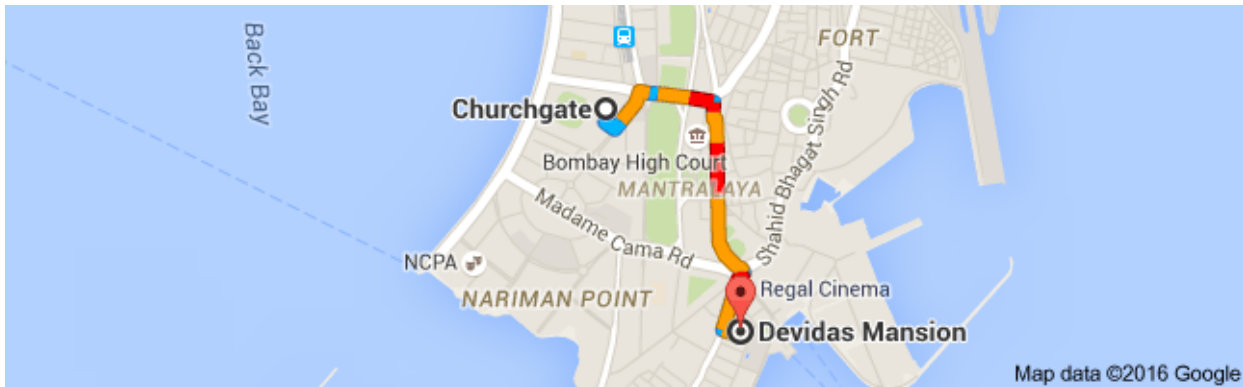 Back Bay
FORT
Churchgate
Bombay High Court
MANTRALAYA
Shahid Bhagat Singh Rd
Madame Cama Rd
NCPA
NARIMAN POINT
Regal Cinema
Devidas Mansion
Map data ©2016 Google